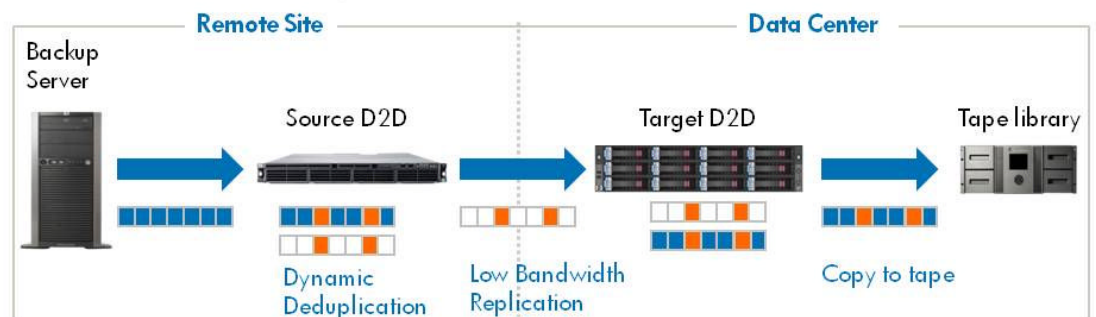 Remote Site
Data Center
Backup
Server
Source D2D
Target D2D
Tape library
Dynamic
Deduplication
Low Bandwidth
Replication
Copy to tape